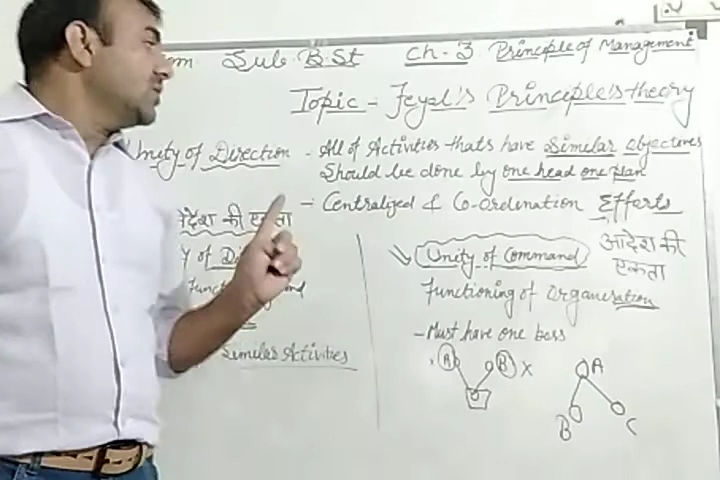 Sub. B.St Ch-3 Principle of Management
Topic - Feyol's Principle's theory
Unity of Direction - All of Activities that's have Similar objectives
Should be done by one head one plan
- Centralized & Co-ordination Efforts
आदेश की एकता
Unity of Command
आदेश की
एकता
Functioning of Organisation
- Must have one boss
Similar Activities
A B X
A
B C